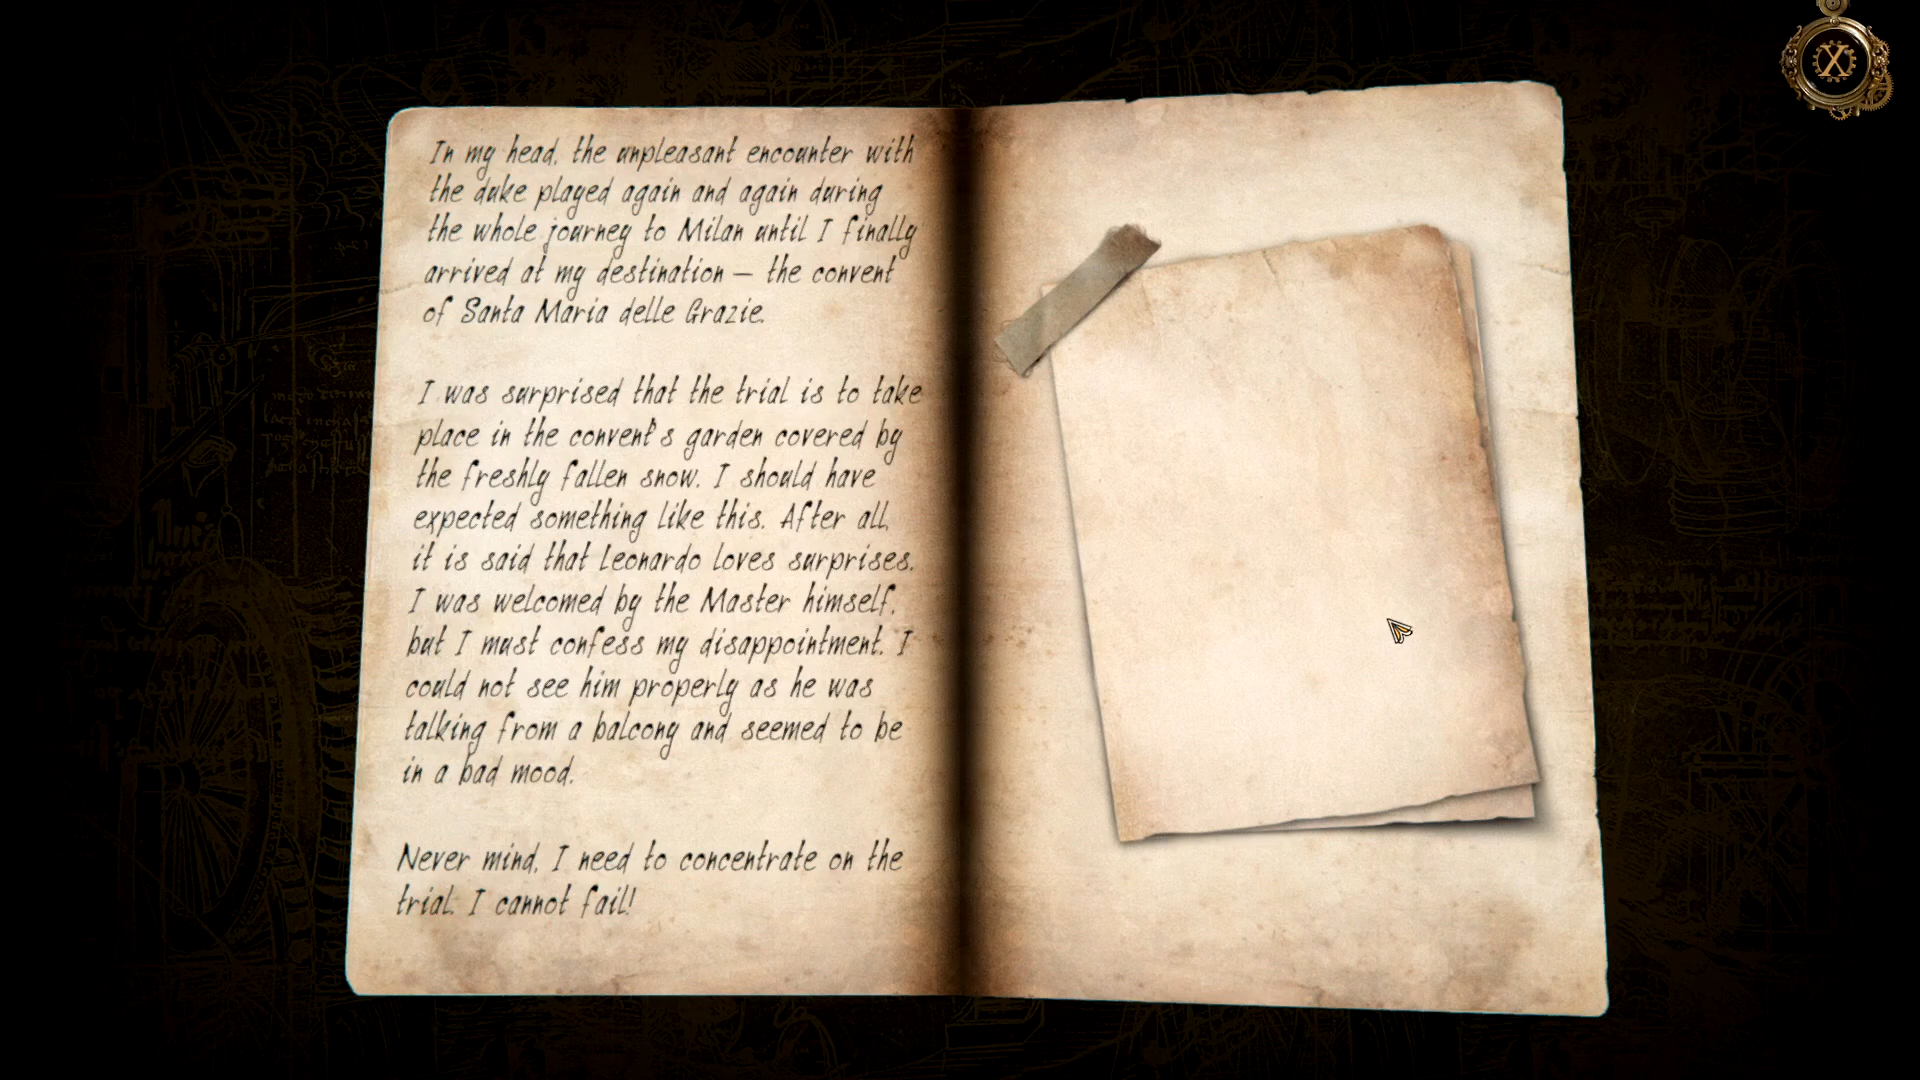 In my head, the unpleasant encounter with
the duke played again and again during
the whole journey to Milan until I finally
arrived at my destination – the convent
of Santa Maria delle Grazie.
I was surprised that the trial is to take
place in the convent's garden covered by
the freshly fallen snow. I should have
expected something like this. After all,
it is said that Leonardo loves surprises.
I was welcomed by the Master himself,
but I must confess my disappointment. I
could not see him properly as he was
talking from a balcony and seemed to be
in a bad mood.
Never mind, I need to concentrate on the
trial. I cannot fail!
X